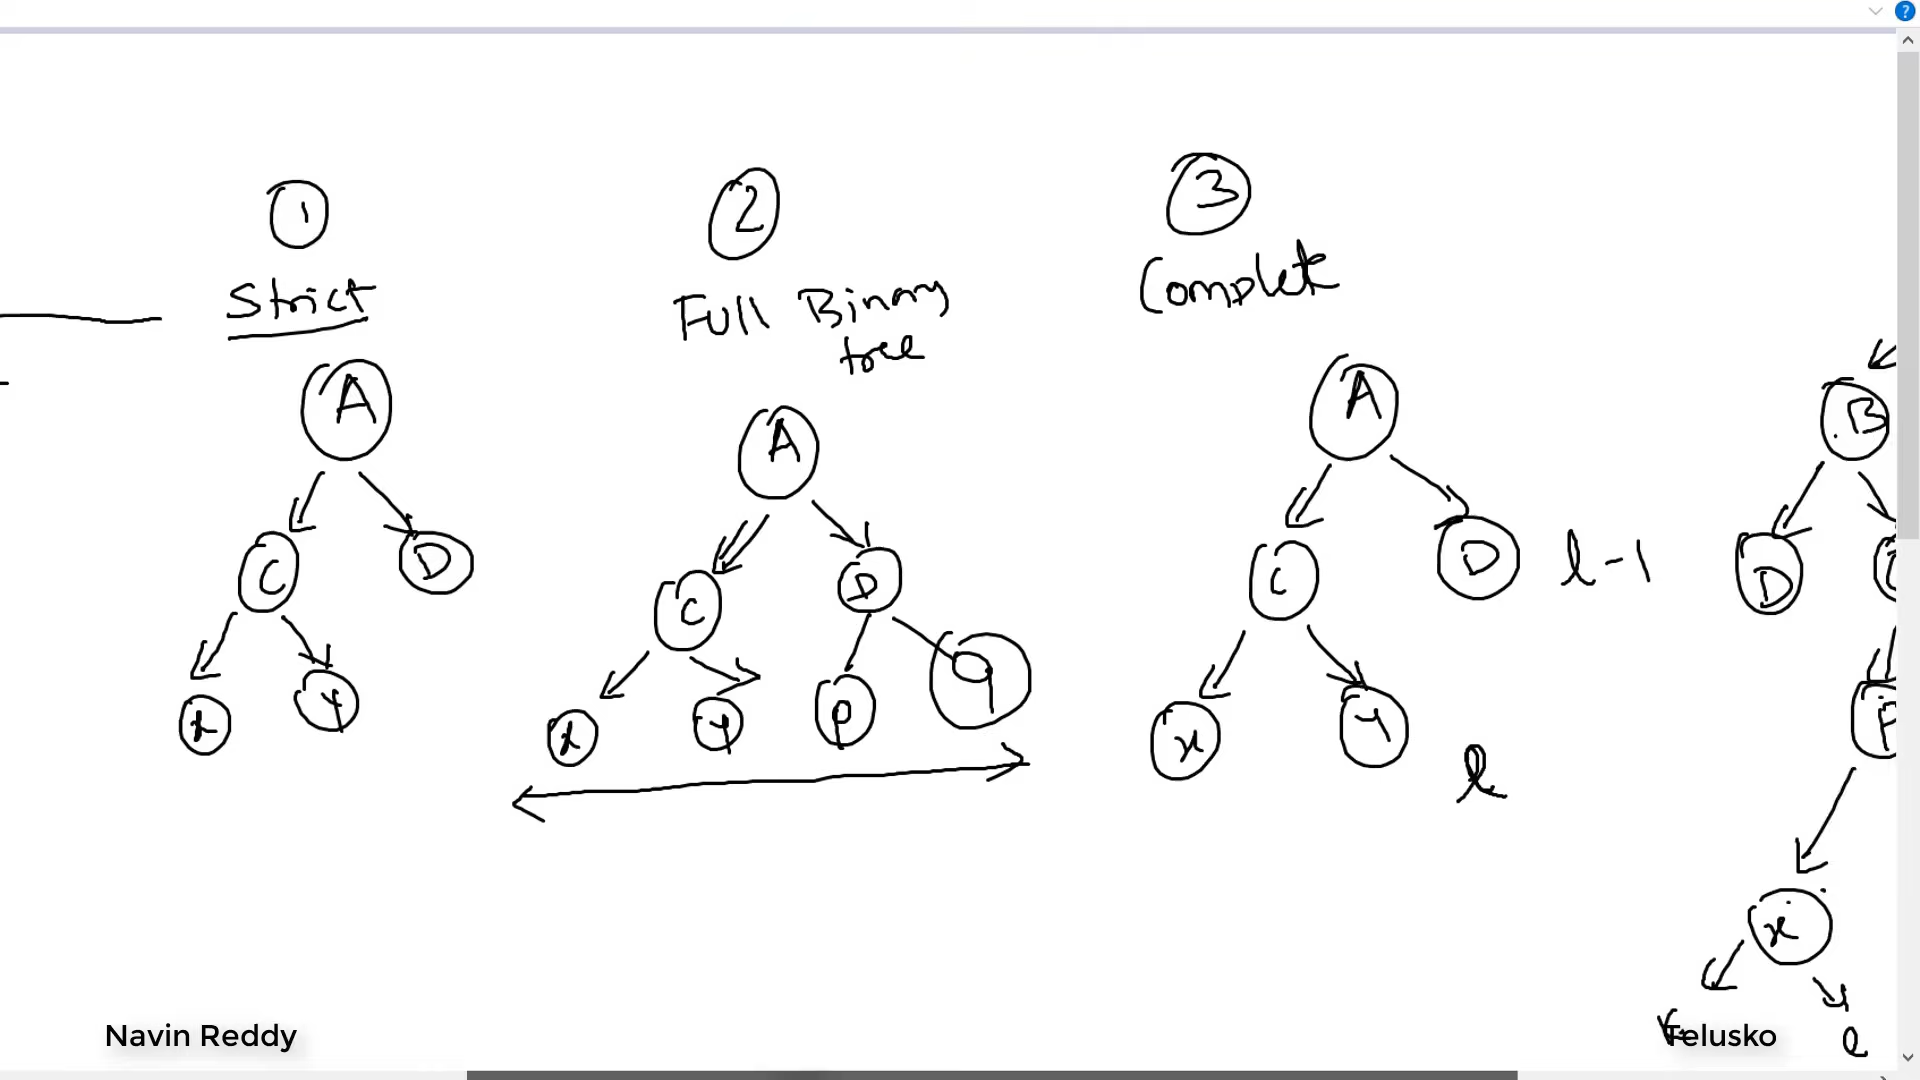 ?
1
2
3
Strict
Full Binary
tree
Complete
A
C
D
x
y
A
C
D
x
y
p
q
A
C
D
l-1
x
y
l
B
D
P
x
Navin Reddy
Telusko